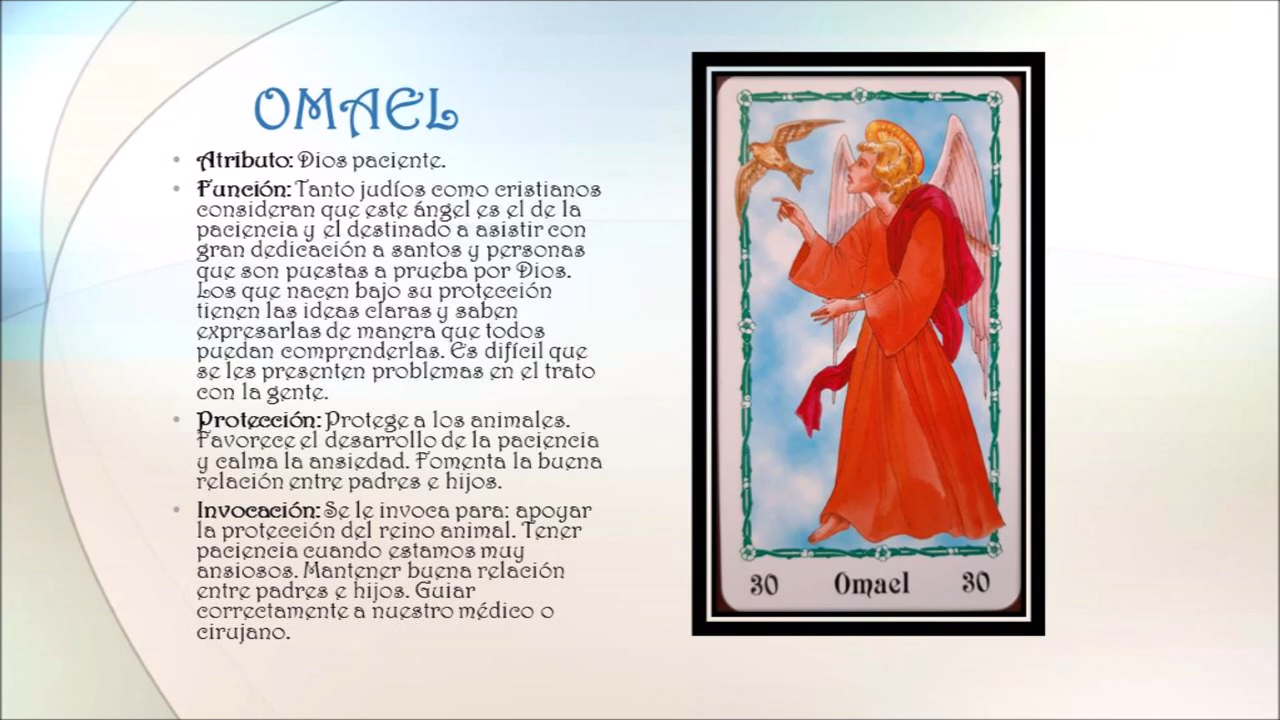 OMAEL
• Atributo: Dios paciente.
• Función: Tanto judíos como cristianos
consideran que este ángel es el de la
paciencia y el destinado a asistir con
gran dedicación a santos y personas
que son puestas a prueba por Dios.
Los que nacen bajo su protección
tienen las ideas claras y saben
expresarlas de manera que todos
puedan comprenderlas. Es difícil que
se les presenten problemas en el trato
con la gente.
• Protección: Protege a los animales.
Favorece el desarrollo de la paciencia
y calma la ansiedad. Fomenta la buena
relación entre padres e hijos.
• Invocación: Se le invoca para: apoyar
la protección del reino animal. Tener
paciencia cuando estamos muy
ansiosos. Mantener buena relación
entre padres e hijos. Guiar
correctamente a nuestro médico o
cirujano.
30 Omael 30